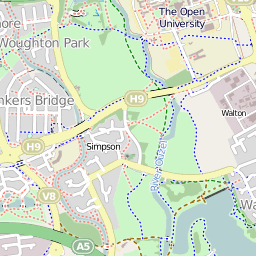 The Open
University
Woughton Park
H9
nkers Bridge
Walton
H9
Simpson
River Ouzel
V8
Wa
A5